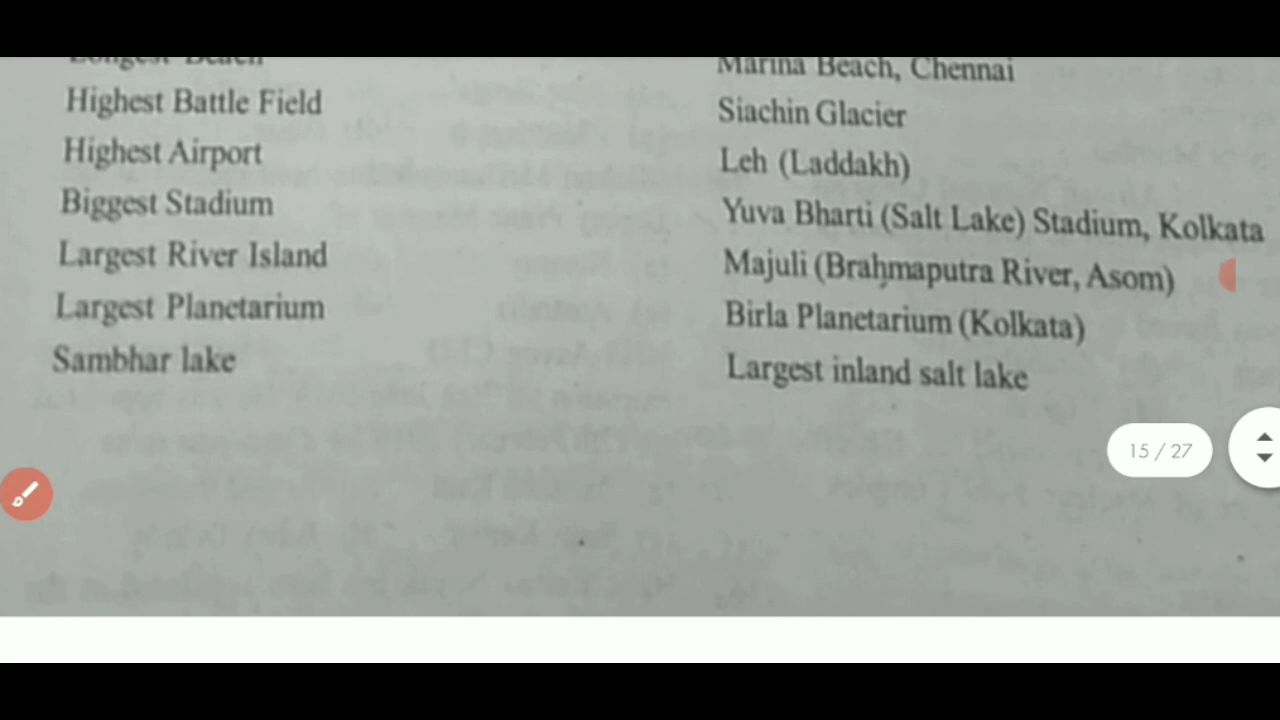 Longest Beach Marina Beach, Chennai
Highest Battle Field Siachin Glacier
Highest Airport Leh (Laddakh)
Biggest Stadium Yuva Bharti (Salt Lake) Stadium, Kolkata
Largest River Island Majuli (Brahmaputra River, Asom)
Largest Planetarium Birla Planetarium (Kolkata)
Sambhar lake Largest inland salt lake
15 / 27